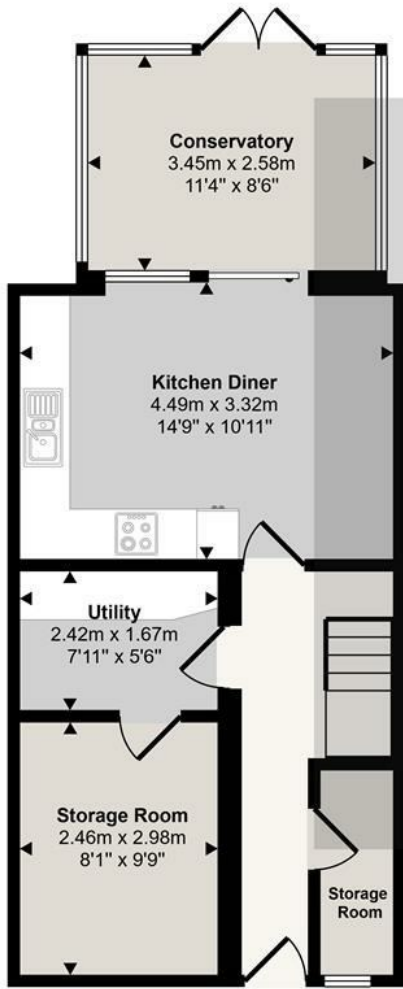 Conservatory
3.45m x 2.58m
11'4" x 8'6"
Kitchen Diner
4.49m x 3.32m
14'9" x 10'11"
Utility
2.42m x 1.67m
7'11" x 5'6"
Storage Room
2.46m x 2.98m
8'1" x 9'9"
Storage
Room